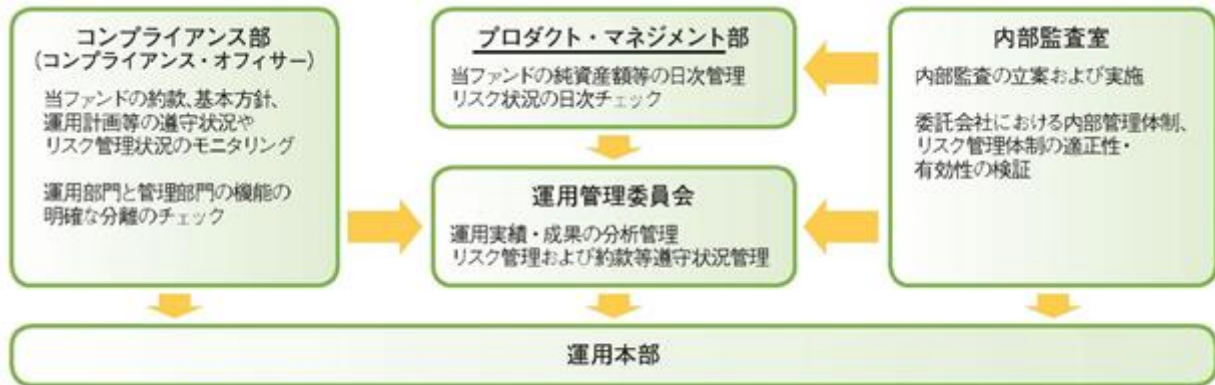 コンプライアンス部
(コンプライアンス・オフィサー)
当ファンドの約款、基本方針、
運用計画等の遵守状況や
リスク管理状況のモニタリング
運用部門と管理部門の機能の
明確な分離のチェック
プロダクト・マネジメント部
当ファンドの純資産額等の日次管理
リスク状況の日次チェック
運用管理委員会
運用実績・成果の分析管理
リスク管理および約款等遵守状況管理
内部監査室
内部監査の立案および実施
委託会社における内部管理体制、
リスク管理体制の適正性・
有効性の検証
運用本部